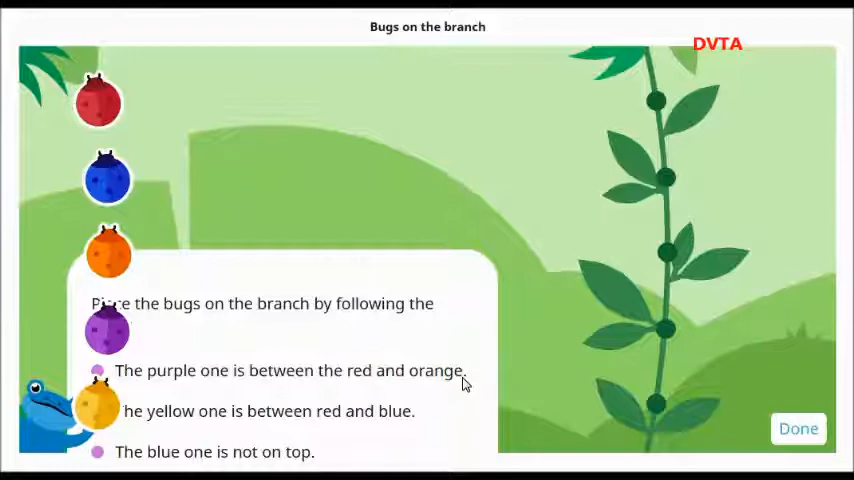 Bugs on the branch
DVTA
the bugs on the branch by following the
The purple one is between the red and orange.
he yellow one is between red and blue.
The blue one is not on top.
Done